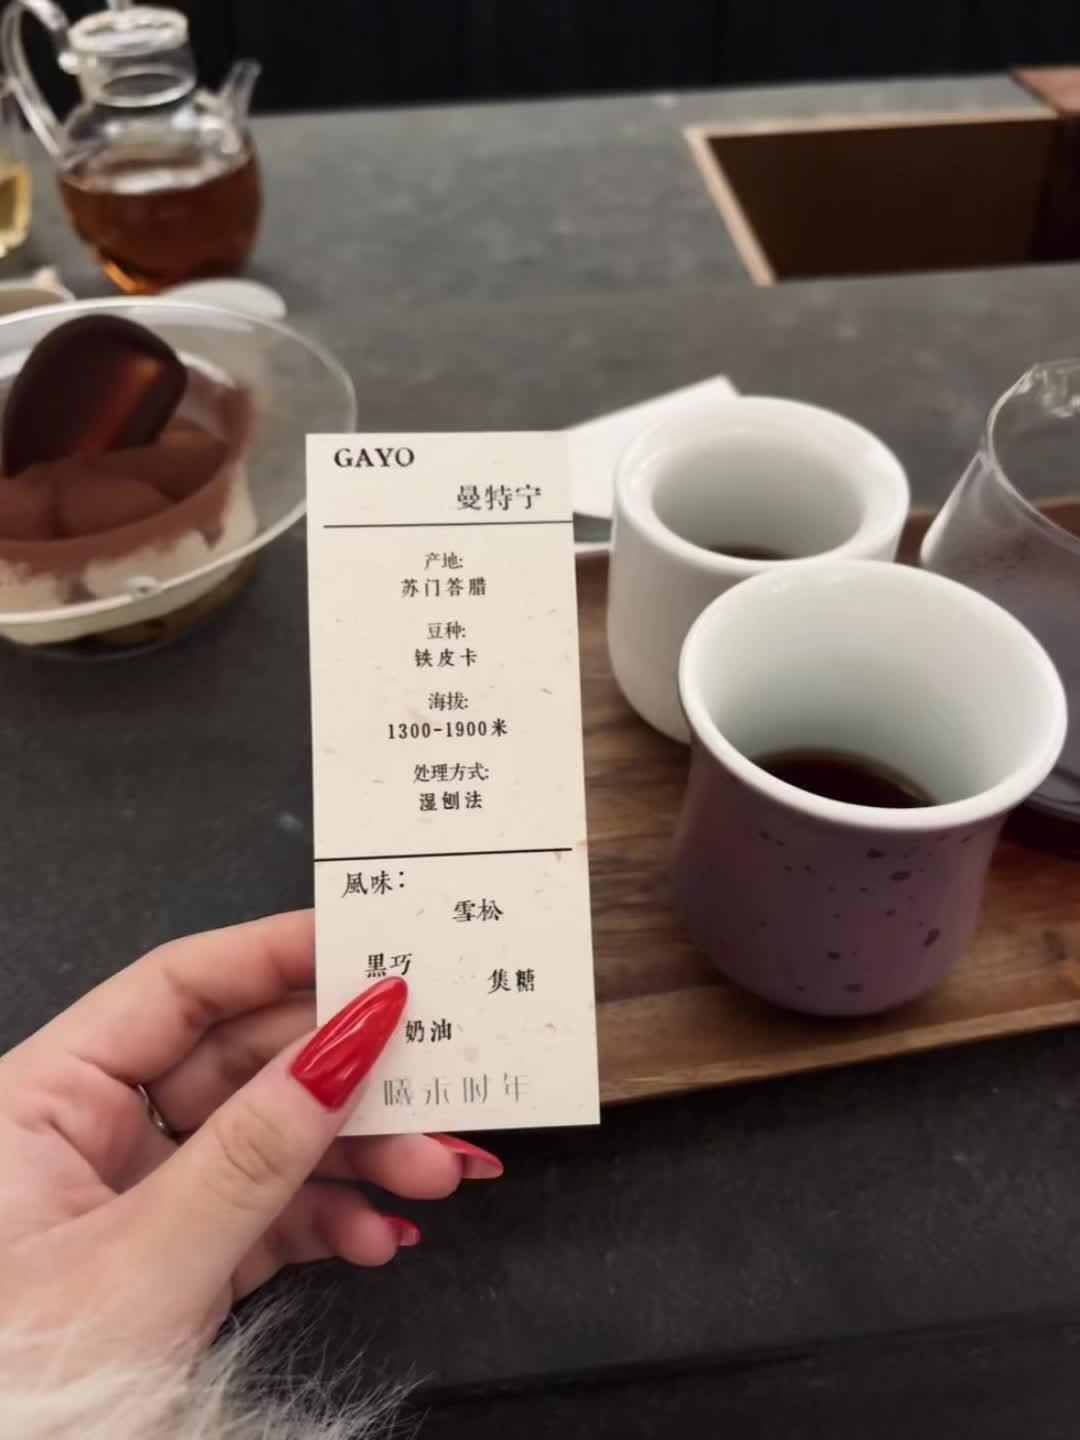 GAYO
曼特宁
产地:
苏门答腊
豆种:
铁皮卡
海拔:
1300-1900米
处理方式:
湿刨法
風味：
雪松
黒巧
焦糖
奶油